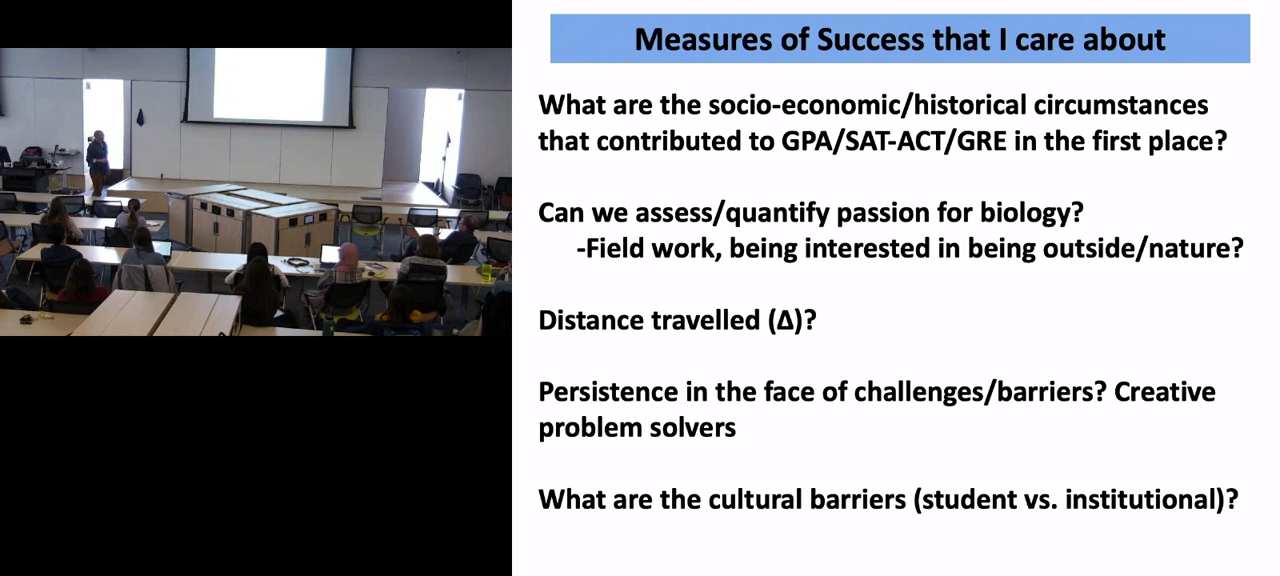 Measures of Success that I care about
What are the socio-economic/historical circumstances
that contributed to GPA/SAT-ACT/GRE in the first place?
Can we assess/quantify passion for biology?
-Field work, being interested in being outside/nature?
Distance travelled (Δ)?
Persistence in the face of challenges/barriers? Creative
problem solvers
What are the cultural barriers (student vs. institutional)?